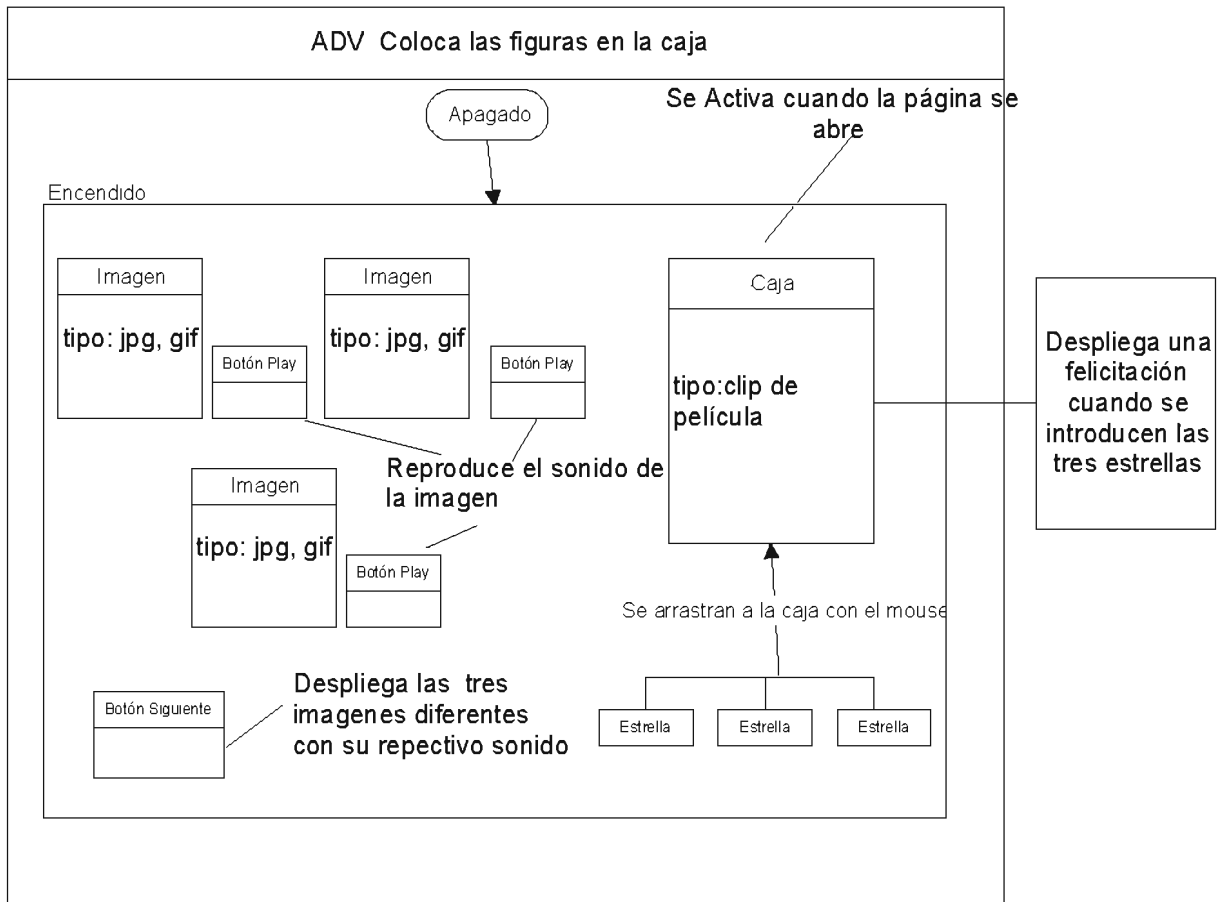 ADV Coloca las figuras en la caja
Se Activa cuando la página se
abre
Apagado
Encendido
Imagen
tipo: jpg, gif
Botón Play
Imagen
tipo: jpg, gif
Botón Play
Caja
tipo:clip de
película
Despliega una
felicitación
cuando se
introducen las
tres estrellas
Reproduce el sonido de
la imagen
Imagen
tipo: jpg, gif
Botón Play
Se arrastran a la caja con el mouse
Botón Siguiente
Despliega las tres
imagenes diferentes
con su repectivo sonido
Estrella
Estrella
Estrella